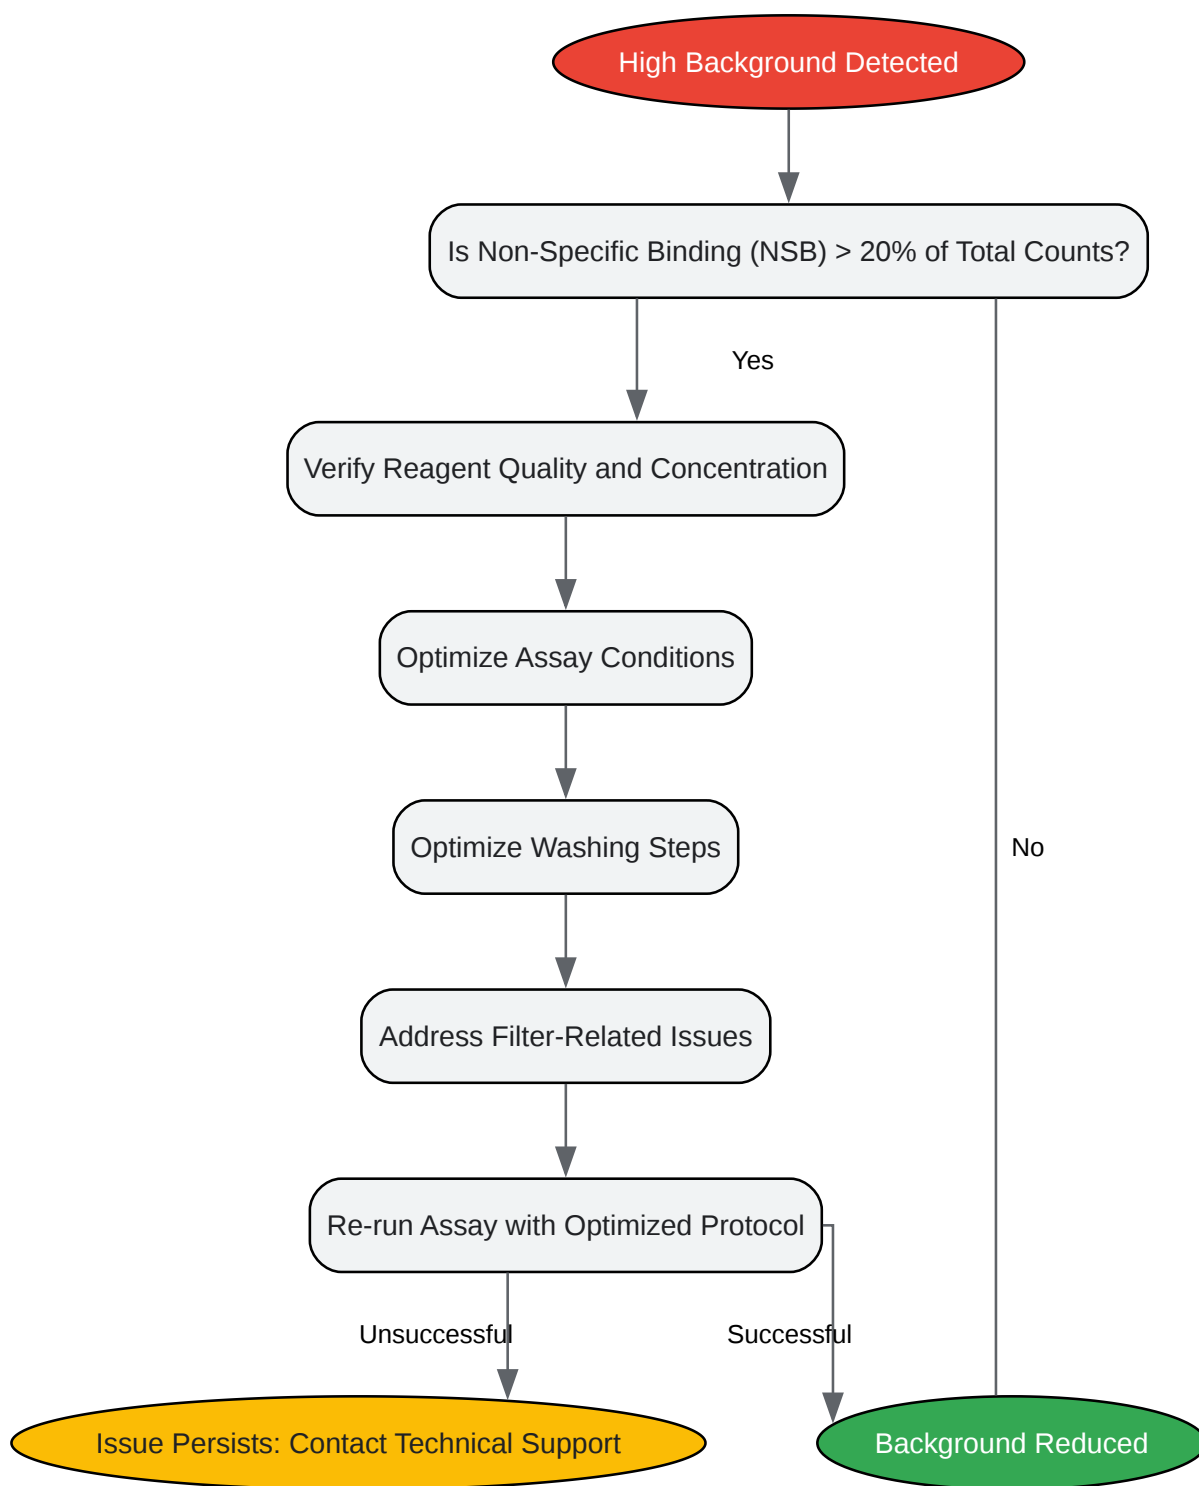 High Background Detected
Is Non-Specific Binding (NSB) > 20% of Total Counts?
Yes
Verify Reagent Quality and Concentration
Optimize Assay Conditions
Optimize Washing Steps
No
Address Filter-Related Issues
Re-run Assay with Optimized Protocol
Unsuccessful
Successful
Issue Persists: Contact Technical Support
Background Reduced